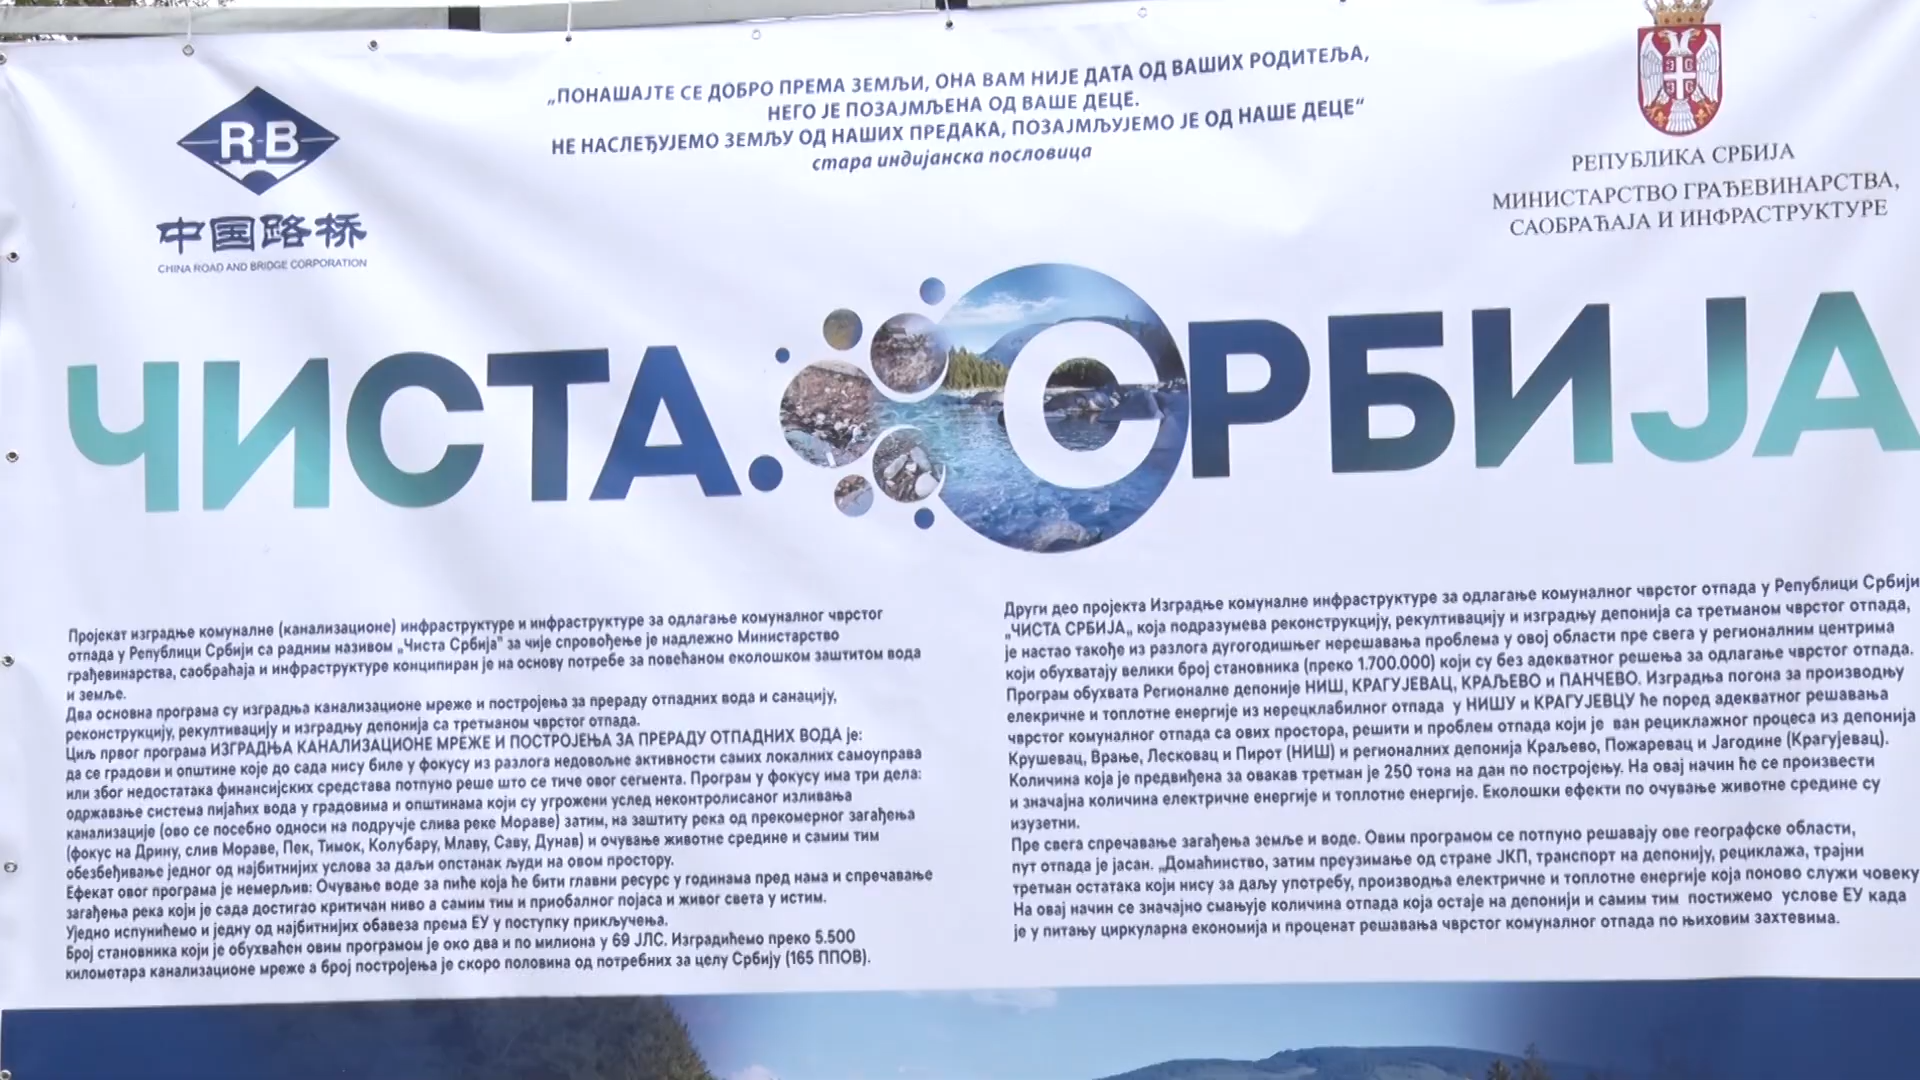 „ПОНАШАЈТЕ СЕ ДОБРО ПРЕМА ЗЕМЉИ, ОНА ВАМ НИЈЕ ДАТА ОД ВАШИХ РОДИТЕЉА,
НЕГО ЈЕ ПОЗАЈМЉЕНА ОД ВАШЕ ДЕЦЕ.
НЕ НАСЛЕЂУЈЕМО ЗЕМЉУ ОД НАШИХ ПРЕДАКА, ПОЗАЈМЉУЈЕМО ЈЕ ОД НАШЕ ДЕЦЕ“
стара индијанска пословица
RB
中国路桥
CHINA ROAD AND BRIDGE CORPORATION
РЕПУБЛИКА СРБИЈА
МИНИСТАРСТВО ГРАЂЕВИНАРСТВА,
САОБРАЋАЈА И ИНФРАСТРУКТУРЕ
ЧИСТА СРБИЈА
Пројекат изградње комуналне (канализационе) инфраструктуре и инфраструктуре за одлагање комуналног чврстог
отпада у Републици Србији са радним називом „Чиста Србија" за чије спровођење је надлежно Министарство
грађевинарства, саобраћаја и инфраструктуре конципиран је на основу потребе за повећаном еколошком заштитом вода
и земље.
Два основна програма су изградња канализационе мреже и постројења за прераду отпадних вода и санацију,
реконструкцију, рекултивацију и изградњу депонија са третманом чврстог отпада.
Циљ првог програма ИЗГРАДЊА КАНАЛИЗАЦИОНЕ МРЕЖЕ И ПОСТРОЈЕЊА ЗА ПРЕРАДУ ОТПАДНИХ ВОДА је:
да се градови и општине које до сада нису биле у фокусу из разлога недовољне активности самих локалних самоуправа
или због недостатака финансијских средстава потпуно реше што се тиче овог сегмента. Програм у фокусу има три дела:
одржавање система пијаћих вода у градовима и општинама који су угрожени услед неконтролисаног изливања
канализације (ово се посебно односи на подручје слива реке Мораве) затим, на заштиту река од прекомерног загађења
(фокус на Дрину, слив Мораве, Пек, Тимок, Колубару, Млаву, Саву, Дунав) и очување животне средине и самим тим
обезбеђивање једног од најбитнијих услова за даљи опстанак људи на овом простору.
Ефекат овог програма је немерљив: Очување воде за пиће која ће бити главни ресурс у годинама пред нама и спречавање
загађења река који је сада достигао критичан ниво а самим тим и приобалног појаса и живог света у истим.
Уједно испунићемо и једну од најбитнијих обавеза према ЕУ у поступку прикључења.
Број становника који је обухваћен овим програмом је око два и по милиона у 69 ЈЛС. Изградићемо преко 5.500
километара канализационе мреже а број постројења је скоро половина од потребних за целу Србију (165 ППОВ).
Други део пројекта Изградње комуналне инфраструктуре за одлагање комуналног чврстог отпада у Републици Србији
„ЧИСТА СРБИЈА„ која подразумева реконструкцију, рекултивацију и изградњу депонија са третманом чврстог отпада,
је настао такође из разлога дугогодишњег нерешавања проблема у овој области пре свега у регионалним центрима
који обухватају велики број становника (преко 1.700.000) који су без адекватног решења за одлагање чврстог отпада.
Програм обухвата Регионалне депоније НИШ, КРАГУЈЕВАЦ, КРАЉЕВО и ПАНЧЕВО. Изградња погона за производњу
елекричне и топлотне енергије из нерецклабилног отпада у НИШУ и КРАГУЈЕВЦУ ће поред адекватног решавања
чврстог комуналног отпада са ових простора, решити и проблем отпада који је ван рециклажног процеса из депонија
Крушевац, Врање, Лесковац и Пирот (НИШ) и регионалних депонија Краљево, Пожаревац и Јагодине (Крагујевац).
Количина која је предвиђена за овакав третман је 250 тона на дан по постројењу. На овај начин ће се произвести
и значајна количина електричне енергије и топлотне енергије. Еколошки ефекти по очување животне средине су
изузетни.
Пре свега спречавање загађења земље и воде. Овим програмом се потпуно решавају ове географске области,
пут отпада је јасан. „Домаћинство, затим преузимање од стране ЈКП, транспорт на депонију, рециклажа, трајни
третман остатака који нису за даљу употребу, производња електричне и топлотне енергије која поново служи човеку
На овај начин се значајно смањује количина отпада која остаје на депонији и самим тим постижемо услове ЕУ када
је у питању циркуларна економија и проценат решавања чврстог комуналног отпада по њиховим захтевима.